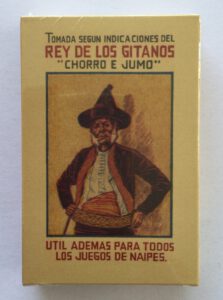 TOMADA SEGUN INDICACIONES DEL
REY DE LOS GITANOS
"CHORRO E JUMO"
UTIL ADEMAS PARA TODOS
LOS JUEGOS DE NAIPES.